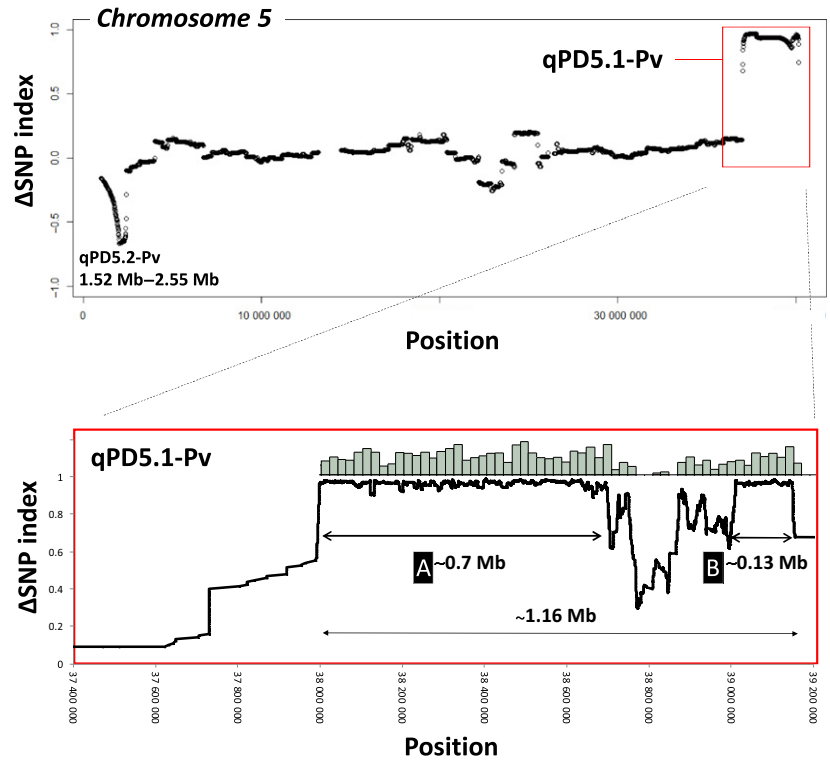 Chromosome 5
qPD5.1-Pv
ΔSNP index
1.0
0.5
0.0
−0.5
−1.0
qPD5.2-Pv
1.52 Mb–2.55 Mb
0
10 000 000
30 000 000
Position
qPD5.1-Pv
ΔSNP index
1
0.8
0.6
0.4
0.2
0
A ~0.7 Mb
B ~0.13 Mb
~1.16 Mb
37 400 000
37 600 000
37 800 000
38 000 000
38 200 000
38 400 000
38 600 000
38 800 000
39 000 000
39 200 000
Position